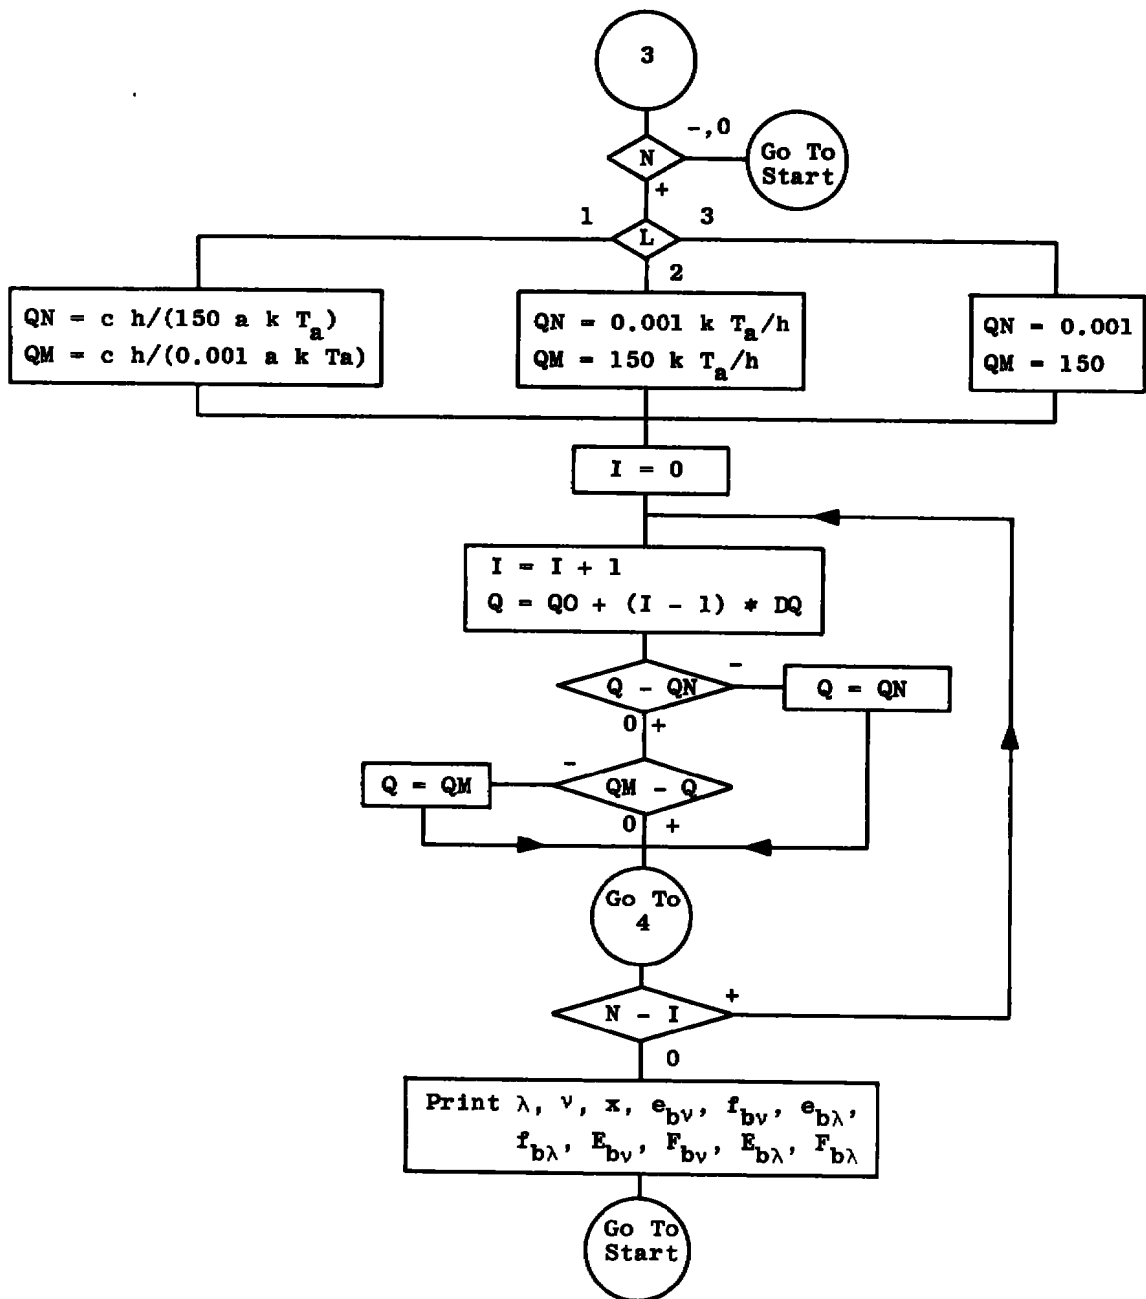 3
-,0
N
Go To
Start
+
1
L
3
2
QN = c h/(150 a k T_a)
QM = c h/(0.001 a k Ta)
QN = 0.001 k T_a/h
QM = 150 k T_a/h
QN = 0.001
QM = 150
I = 0
I = I + 1
Q = QO + (I - 1) * DQ
Q - QN
-
Q = QN
0 +
-
Q = QM
QM - Q
0 +
Go To
4
N - I
+
0
Print λ, ν, x, e_bν, f_bν, e_bλ,
f_bλ, E_bν, F_bν, E_bλ, F_bλ
Go To
Start